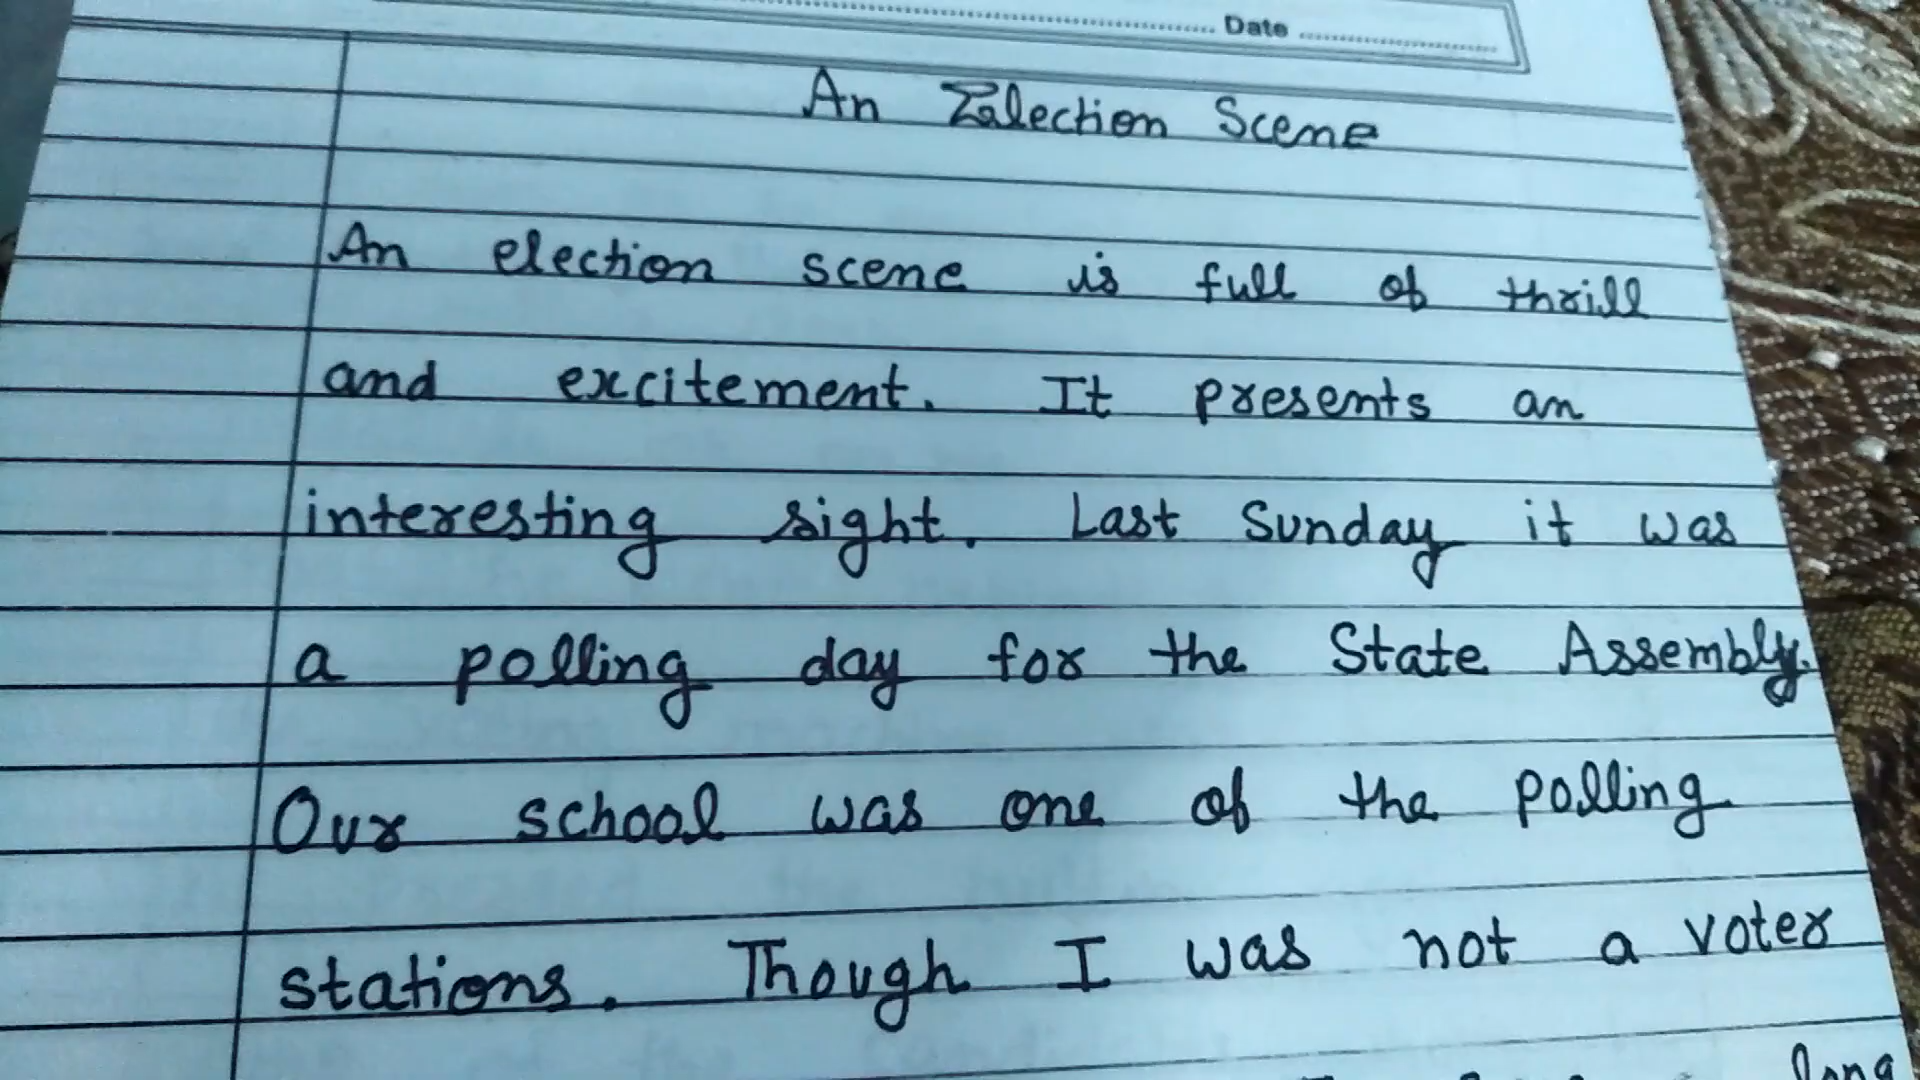 Date
An Election Scene
An election scene is full of thrill
and excitement. It presents an
interesting sight. Last Sunday it was
a polling day for the State Assembly.
Our school was one of the polling
stations. Though I was not a voter
long